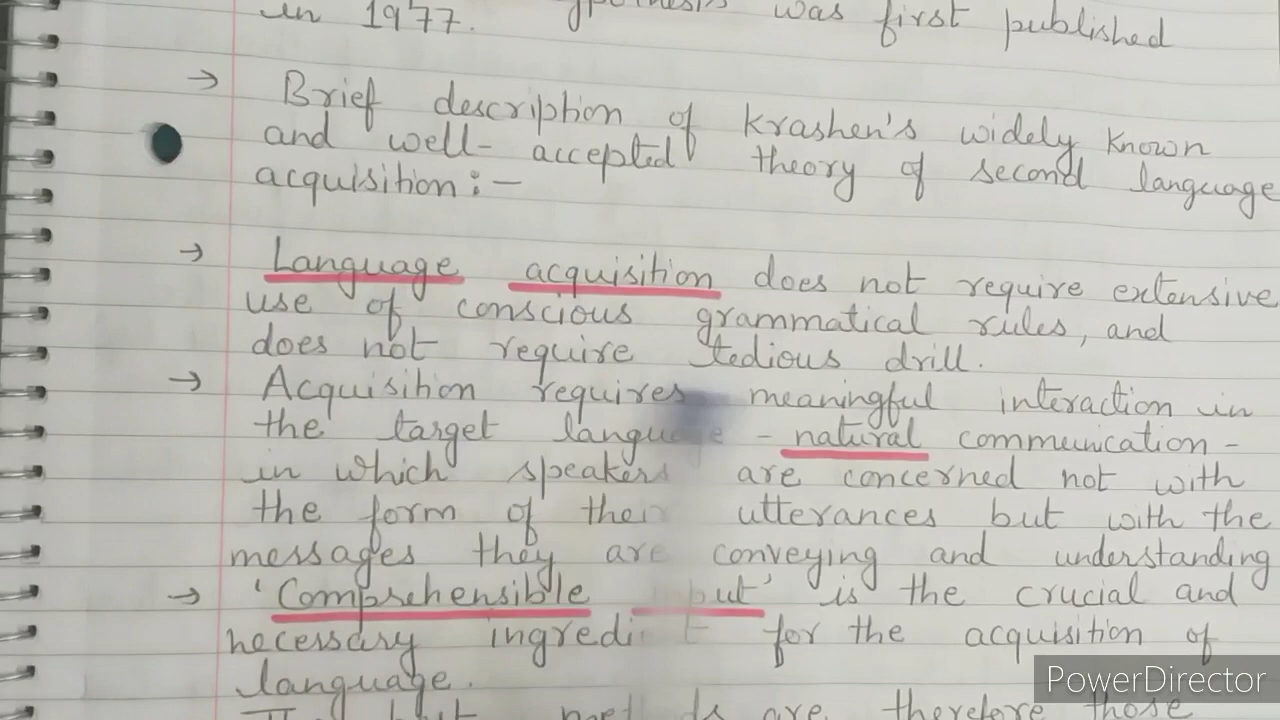 in 1977. was first published
→ Brief description of Krashen's widely known
and well-accepted theory of second language
acquisition :-
→ Language acquisition does not require extensive
use of conscious grammatical rules, and
does not require tedious drill.
→ Acquisition requires meaningful interaction in
the target language - natural communication -
in which speakers are concerned not with
the form of their utterances but with the
messages they are conveying and understanding
→ 'Comprehensible input' is the crucial and
necessary ingredient for the acquisition of
language.
are therefore those
PowerDirector